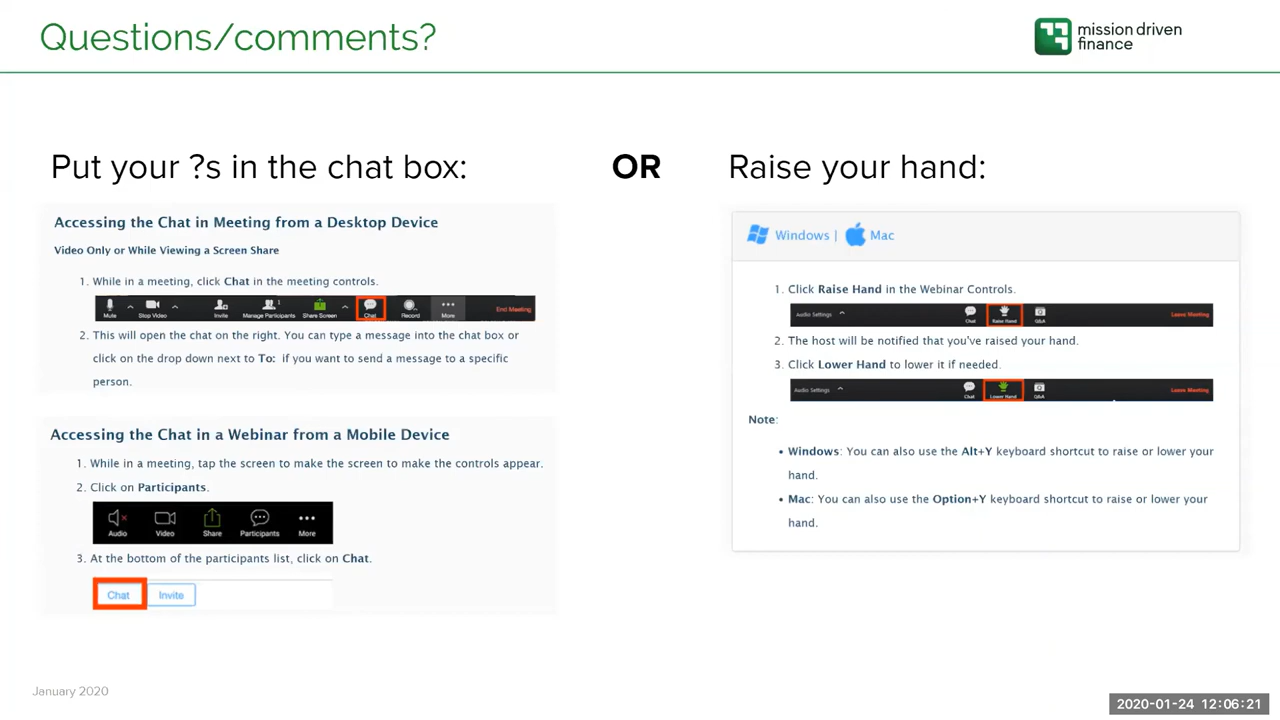 Questions/comments?
mission driven
finance
Put your ?s in the chat box:
OR
Raise your hand:
Accessing the Chat in Meeting from a Desktop Device
Video Only or While Viewing a Screen Share
1. While in a meeting, click Chat in the meeting controls.
Mute Stop Video Invite Manage Participants 1 Share Screen Chat Record More End Meeting
2. This will open the chat on the right. You can type a message into the chat box or
click on the drop down next to To: if you want to send a message to a specific
person.
Accessing the Chat in a Webinar from a Mobile Device
1. While in a meeting, tap the screen to make the screen to make the controls appear.
2. Click on Participants.
Audio Video Share Participants More
3. At the bottom of the participants list, click on Chat.
Chat Invite
Windows | Mac
1. Click Raise Hand in the Webinar Controls.
Audio Settings Chat Raise Hand Q&A Leave Meeting
2. The host will be notified that you've raised your hand.
3. Click Lower Hand to lower it if needed.
Audio Settings Chat Lower Hand Q&A Leave Meeting
Note:
• Windows: You can also use the Alt+Y keyboard shortcut to raise or lower your
hand.
• Mac: You can also use the Option+Y keyboard shortcut to raise or lower your
hand.
January 2020
2020-01-24 12:06:21